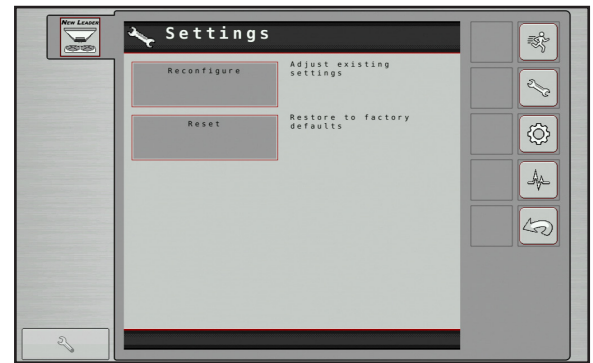 NEW LEADER
Settings
Reconfigure
Adjust existing
settings
Reset
Restore to factory
defaults